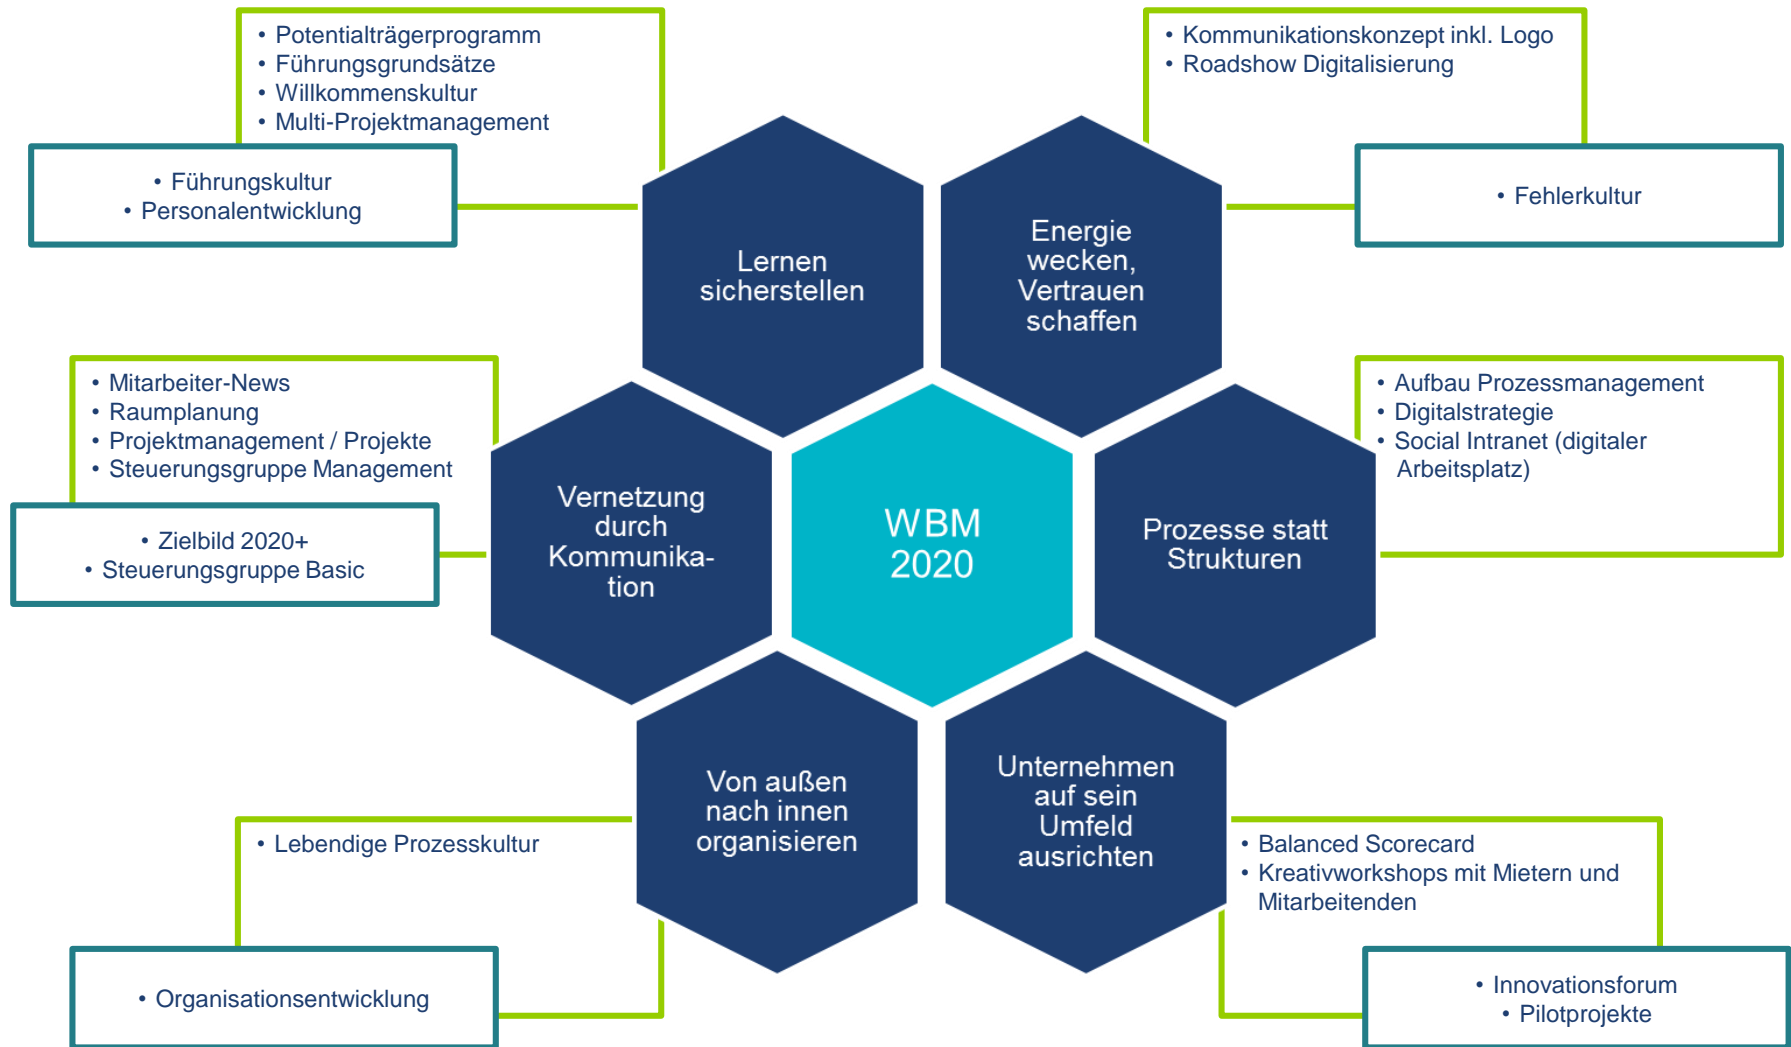 • Potentialträgerprogramm
• Führungsgrundsätze
• Willkommenskultur
• Multi-Projektmanagement
• Führungskultur
• Personalentwicklung
Lernen
sicherstellen
• Kommunikationskonzept inkl. Logo
• Roadshow Digitalisierung
• Fehlerkultur
Energie
wecken,
Vertrauen
schaffen
• Mitarbeiter-News
• Raumplanung
• Projektmanagement / Projekte
• Steuerungsgruppe Management
• Zielbild 2020+
• Steuerungsgruppe Basic
Vernetzung
durch
Kommunika-
tion
WBM
2020
Prozesse statt
Strukturen
• Aufbau Prozessmanagement
• Digitalstrategie
• Social Intranet (digitaler
Arbeitsplatz)
Von außen
nach innen
organisieren
• Lebendige Prozesskultur
• Organisationsentwicklung
Unternehmen
auf sein
Umfeld
ausrichten
• Balanced Scorecard
• Kreativworkshops mit Mietern und
Mitarbeitenden
• Innovationsforum
• Pilotprojekte